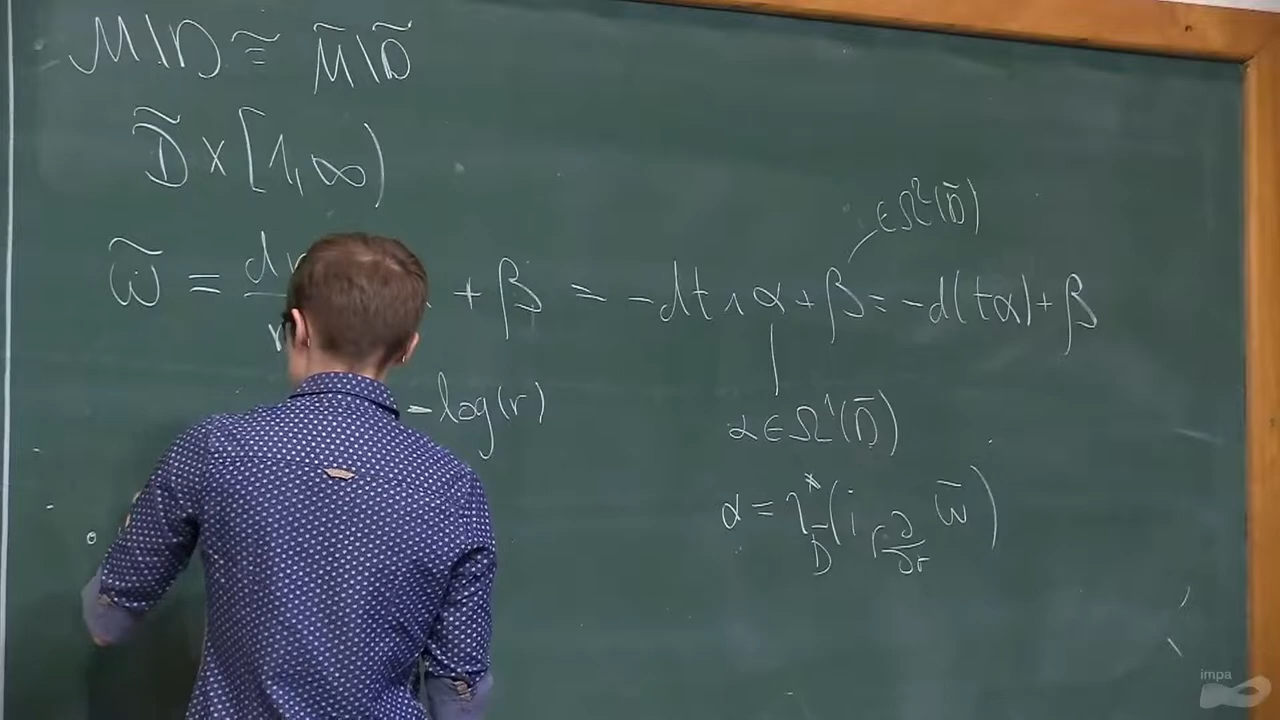 M\D ≅ M̃\D̃
D̃ × [1,∞)
∈Ω²(D̃)
ω̃ = dr + β = -dt∧α + β = -d(tα) + β
r
-log(r)
α∈Ω¹(D̃)
α = ι*_D̃ (i_{r ∂/∂r} ω̃)
impa